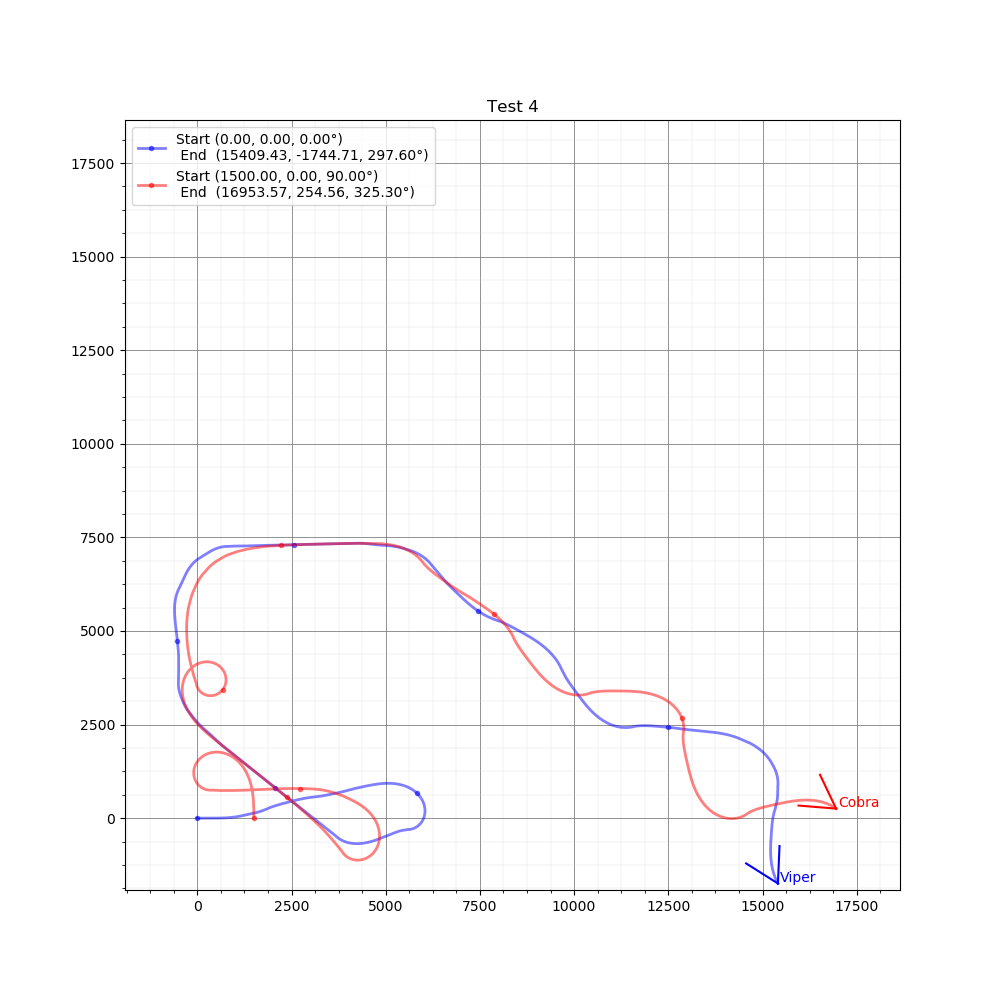 Test 4
Start (0.00, 0.00, 0.00°)
End (15409.43, -1744.71, 297.60°)
Start (1500.00, 0.00, 90.00°)
End (16953.57, 254.56, 325.30°)
17500
15000
12500
10000
7500
5000
2500
0
Cobra
Viper
0 2500 5000 7500 10000 12500 15000 17500